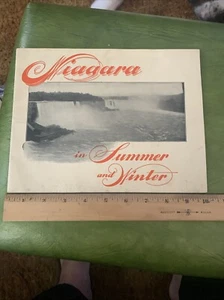 Niagara
in Summer
and Winter